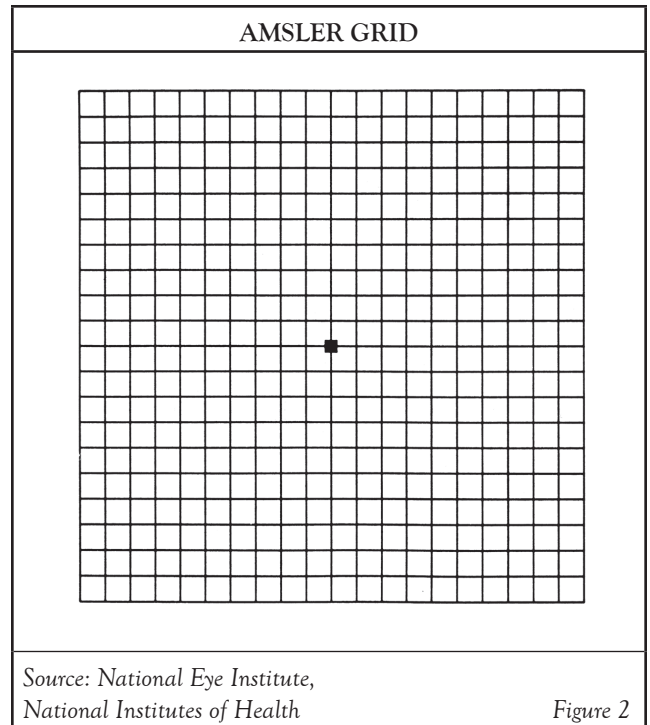 AMSLER GRID
Source: National Eye Institute,
National Institutes of Health
Figure 2